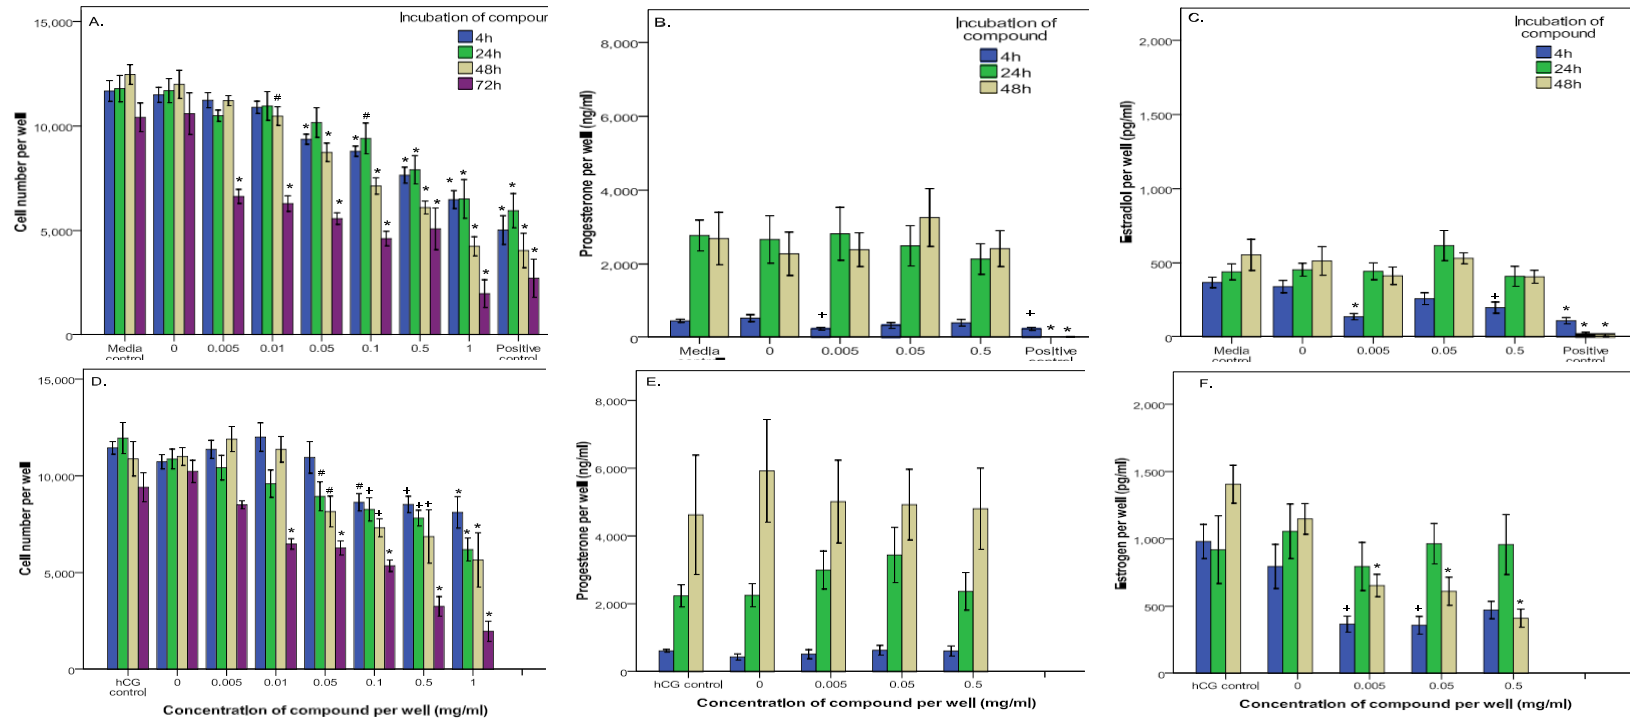 A.
Incubation of compour
4h
24h
48h
72h
15,000
10,000
5,000
0
Cell number per well
# * * * # * * * * * * * * * * * * * * * * * *
Media control
0
0.005
0.01
0.05
0.1
0.5
1
Positive control
B.
Incubation of
compound
4h
24h
48h
8,000
6,000
4,000
2,000
0
Progesterone per well (ng/ml)
+ + * *
Media
0
0.005
0.05
0.5
Positive
C.
Incubation of
compound
4h
24h
48h
2,000
1,500
1,000
500
0
Estradiol per well (pg/ml)
* + * * *
Media
control
0
0.005
0.05
0.5
Positive
control
D.
15,000
10,000
5,000
0
Cell number per well
* # # * # + + * + + + * * * * *
hCG
control
0
0.005
0.01
0.05
0.1
0.5
1
Concentration of compound per well (mg/ml)
E.
8,000
6,000
4,000
2,000
0
Progesterone per well (ng/ml)
hCG control
0
0.005
0.05
0.5
Concentration of compound per well (mg/ml)
F.
2,000
1,500
1,000
500
0
Estrogen per well (pg/ml)
+ * + * *
hCG control
0
0.005
0.05
0.5
Concentration of compound per well (mg/ml)